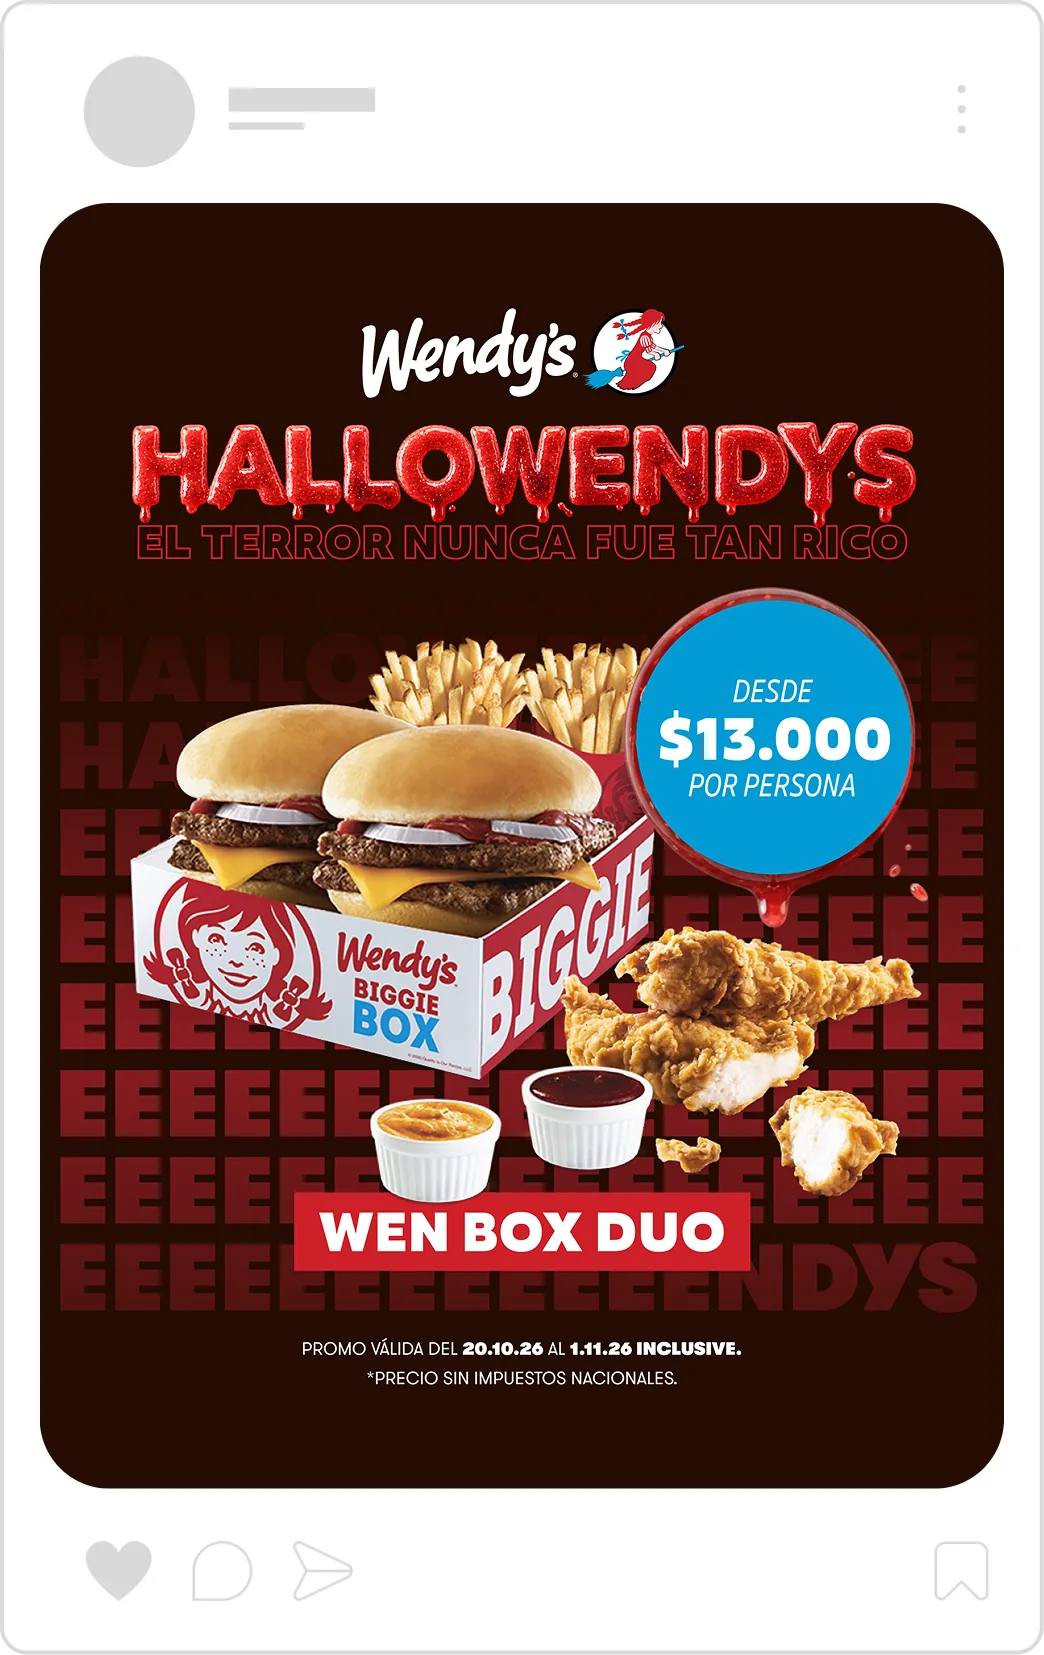 Wendy's
HALLOWENDYS
EL TERROR NUNCA FUE TAN RICO
DESDE
$13.000
POR PERSONA
Wendy's
BIGGIE
BOX
BIGGIE
WEN BOX DUO
PROMO VÁLIDA DEL 20.10.26 AL 1.11.26 INCLUSIVE.
*PRECIO SIN IMPUESTOS NACIONALES.